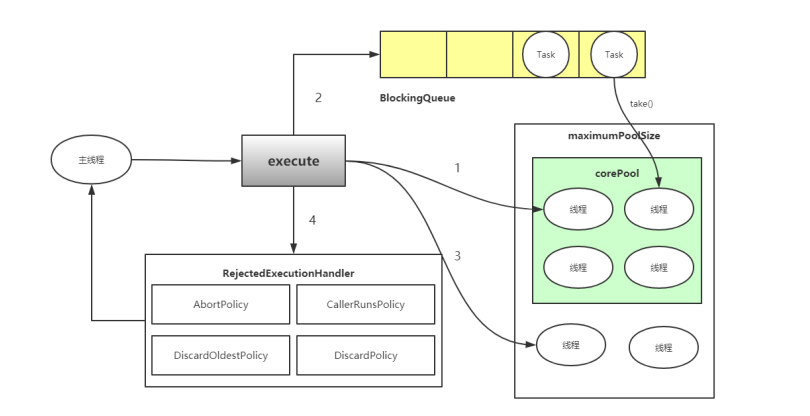 Task
Task
2
BlockingQueue
take()
maximumPoolSize
主线程
execute
1
corePool
线程
线程
4
3
线程
线程
RejectedExecutionHandler
AbortPolicy
CallerRunsPolicy
DiscardOldestPolicy
DiscardPolicy
线程
线程